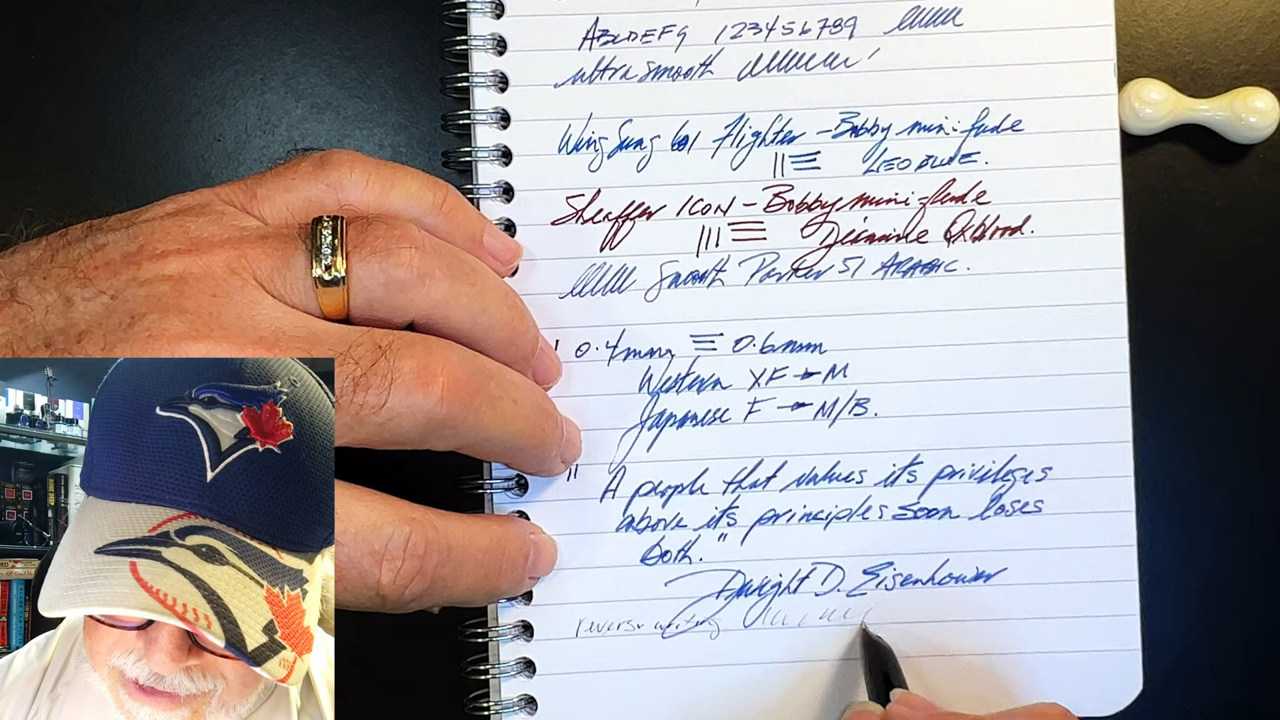 ABCDEFG 123456789
ultra smooth
Wing Sung 601 Flighter - Bobby mini-fude
LEO BLUE.
Sheaffer ICON - Bobby mini-fude
Diamine Oxblood.
Smooth Parker 51 ARABIC.
0.4mm ≡ 0.6mm
Western XF → M
Japanese F → M/B.
"A people that values its privileges
above its principles soon loses
both."
Dwight D. Eisenhower
reverse writing